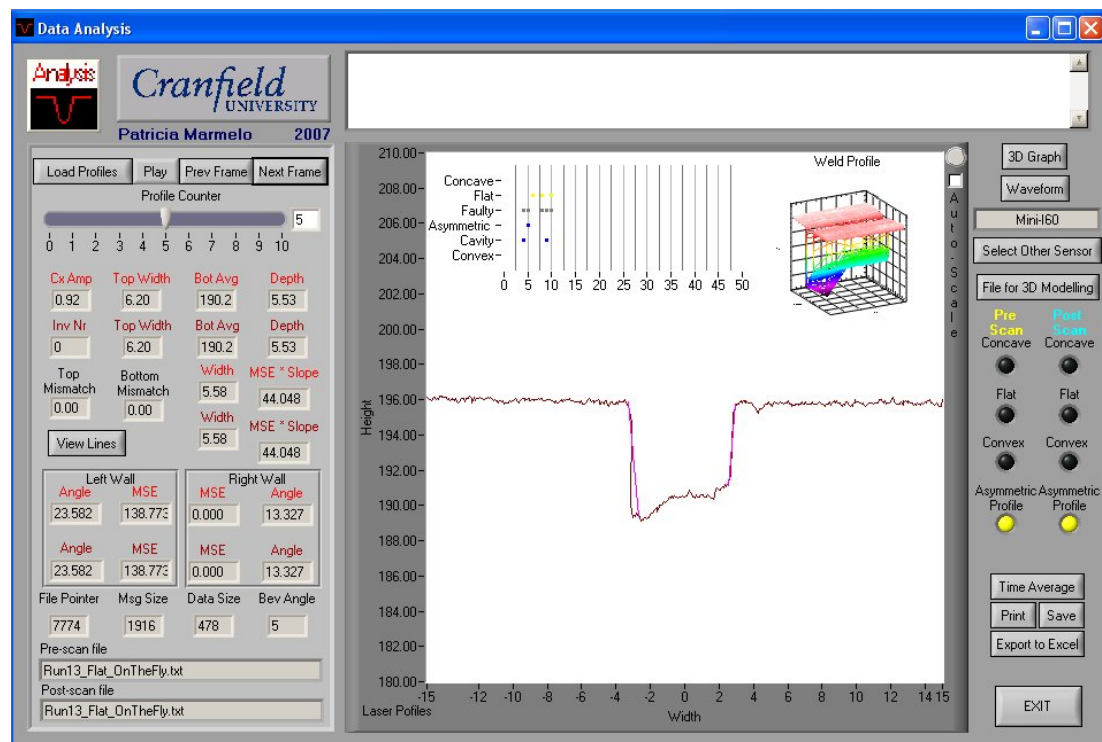 Data Analysis
Analysis
Cranfield
UNIVERSITY
Patricia Marmelo 2007
Load Profiles Play Prev Frame Next Frame
Profile Counter
5
0 1 2 3 4 5 6 7 8 9 10
Cx Amp Top Width Bot Avg Depth
0.92 6.20 190.2 5.53
Inv Nr Top Width Bot Avg Depth
0 6.20 190.2 5.53
Top Mismatch Bottom Mismatch Width MSE * Slope
0.00 0.00 5.58 44.048
Width MSE * Slope
5.58 44.048
View Lines
Left Wall Right Wall
Angle MSE MSE Angle
23.582 138.773 0.000 13.327
Angle MSE MSE Angle
23.582 138.773 0.000 13.327
File Pointer Msg Size Data Size Bev Angle
7774 1916 478 5
Pre-scan file
Run13_Flat_OnTheFly.txt
Post-scan file
Run13_Flat_OnTheFly.txt
Weld Profile
Concave
Flat
Faulty
Asymmetric
Cavity
Convex
0 5 10 15 20 25 30 35 40 45 50
210.00
208.00
206.00
204.00
202.00
200.00
198.00
196.00
194.00
192.00
190.00
188.00
186.00
184.00
182.00
180.00
Height
-15 -12 -10 -8 -6 -4 -2 0 2 4 6 8 10 12 14 15
Laser Pofiles
Width
Auto-Scale
3D Graph
Waveform
Mini-I60
Select Other Sensor
File for 3D Modelling
Pre Scan Post Scan
Concave Concave
Flat Flat
Convex Convex
Asymmetric Profile Asymmetric Profile
Time Average
Print Save
Export to Excel
EXIT